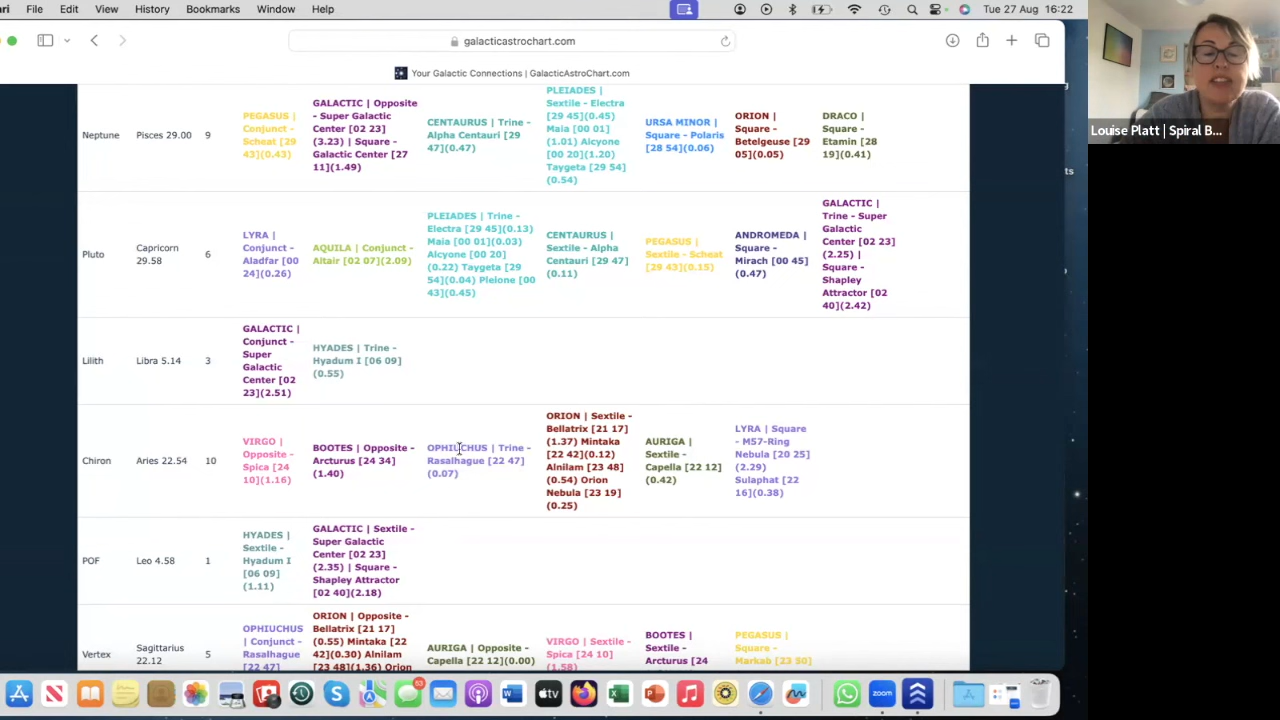 ari File Edit View History Bookmarks Window Help Tue 27 Aug 16:22
galacticastrochart.com
Your Galactic Connections | GalacticAstroChart.com
Louise Platt | Spiral B...
Neptune
Pisces 29.00
9
PEGASUS |
Conjunct -
Scheat [29
43](0.43)
GALACTIC | Opposite
- Super Galactic
Center [02 23]
(3.23) | Square -
Galactic Center [27
11](1.49)
CENTAURUS | Trine -
Alpha Centauri [29
47](0.47)
PLEIADES |
Sextile - Electra
[29 45](0.45)
Maia [00 01]
(1.01) Alcyone
[00 20](1.20)
Taygeta [29 54]
(0.54)
URSA MINOR |
Square - Polaris
[28 54](0.06)
ORION |
Square -
Betelgeuse [29
05](0.05)
DRACO |
Square -
Etamin [28
19](0.41)
Pluto
Capricorn
29.58
6
LYRA |
Conjunct -
Aladfar [00
24](0.26)
AQUILA | Conjunct -
Altair [02 07](2.09)
PLEIADES | Trine -
Electra [29 45](0.13)
Maia [00 01](0.03)
Alcyone [00 20]
(0.22) Taygeta [29
54](0.04) Pleione [00
43](0.45)
CENTAURUS |
Sextile - Alpha
Centauri [29 47]
(0.11)
PEGASUS |
Sextile - Scheat
[29 43](0.15)
ANDROMEDA |
Square -
Mirach [00 45]
(0.47)
GALACTIC |
Trine - Super
Galactic
Center [02 23]
(2.25) |
Square -
Shapley
Attractor [02
40](2.42)
Lilith
Libra 5.14
3
GALACTIC |
Conjunct -
Super
Galactic
Center [02
23](2.51)
HYADES | Trine -
Hyadum I [06 09]
(0.55)
Chiron
Aries 22.54
10
VIRGO |
Opposite -
Spica [24
10](1.16)
BOOTES | Opposite -
Arcturus [24 34]
(1.40)
OPHIUCHUS | Trine -
Rasalhague [22 47]
(0.07)
ORION | Sextile -
Bellatrix [21 17]
(1.37) Mintaka
[22 42](0.12)
Alnilam [23 48]
(0.54) Orion
Nebula [23 19]
(0.25)
AURIGA |
Sextile -
Capella [22 12]
(0.42)
LYRA | Square
- M57-Ring
Nebula [20 25]
(2.29)
Sulaphat [22
16](0.38)
POF
Leo 4.58
1
HYADES |
Sextile -
Hyadum I
[06 09]
(1.11)
GALACTIC | Sextile -
Super Galactic
Center [02 23]
(2.35) | Square -
Shapley Attractor
[02 40](2.18)
Vertex
Sagittarius
22.12
5
OPHIUCHUS
| Conjunct -
Rasalhague
[22 47]
ORION | Opposite -
Bellatrix [21 17]
(0.55) Mintaka [22
42](0.30) Alnilam
[23 48](1.36) Orion
AURIGA | Opposite -
Capella [22 12](0.00)
VIRGO | Sextile -
Spica [24 10]
(1.58)
BOOTES |
Sextile -
Arcturus [24
PEGASUS |
Square -
Markab [23 50]
tv
zoom